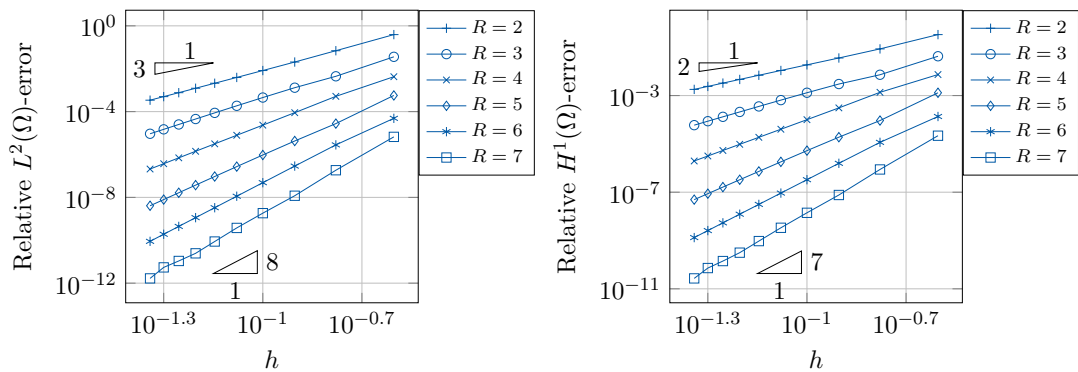 10^0
10^{-4}
10^{-8}
10^{-12}
Relative L^2(Ω)-error
3
1
8
1
10^{-1.3}
10^{-1}
10^{-0.7}
h
R = 2
R = 3
R = 4
R = 5
R = 6
R = 7
10^{-3}
10^{-7}
10^{-11}
Relative H^1(Ω)-error
2
1
7
1
10^{-1.3}
10^{-1}
10^{-0.7}
h
R = 2
R = 3
R = 4
R = 5
R = 6
R = 7